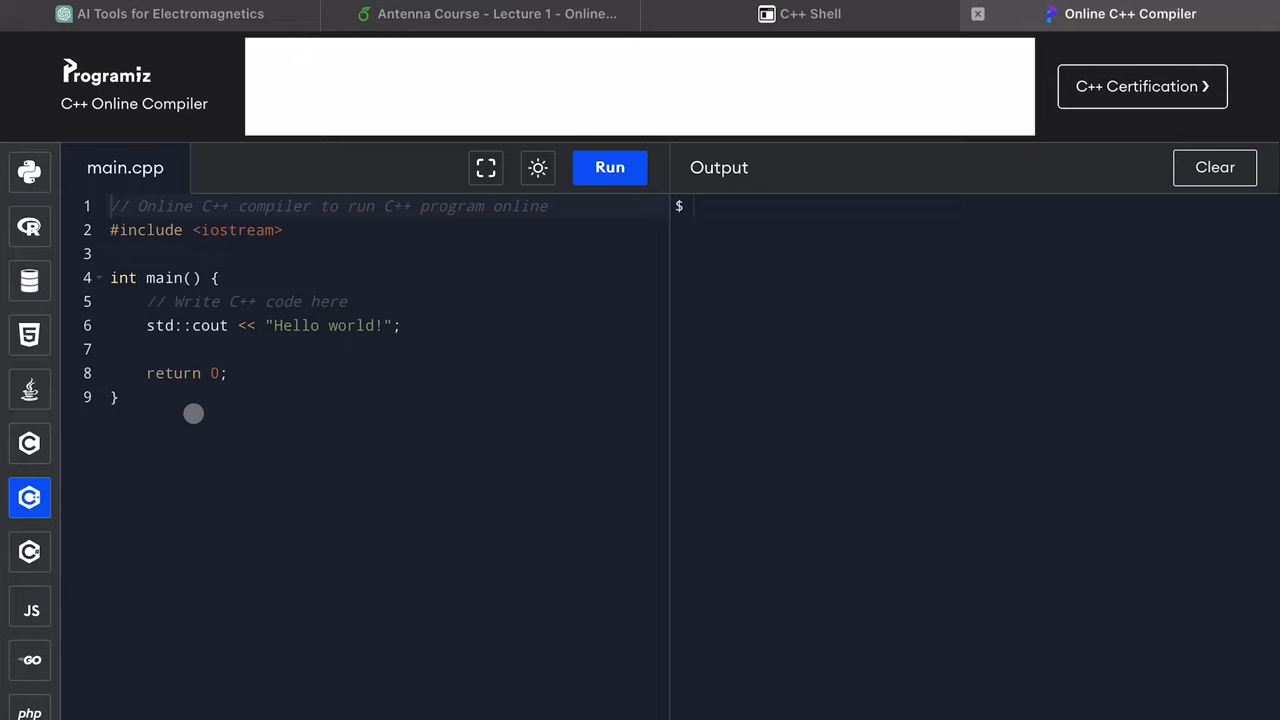 AI Tools for Electromagnetics
Antenna Course - Lecture 1 - Online...
C++ Shell
Online C++ Compiler
Programiz
C++ Online Compiler
C++ Certification ❯
main.cpp
Run
Output
Clear
1 // Online C++ compiler to run C++ program online
2 #include <iostream>
3
4 int main() {
5 // Write C++ code here
6 std::cout << "Hello world!";
7
8 return 0;
9 }
$
R
5
C
C
C
JS
GO
php